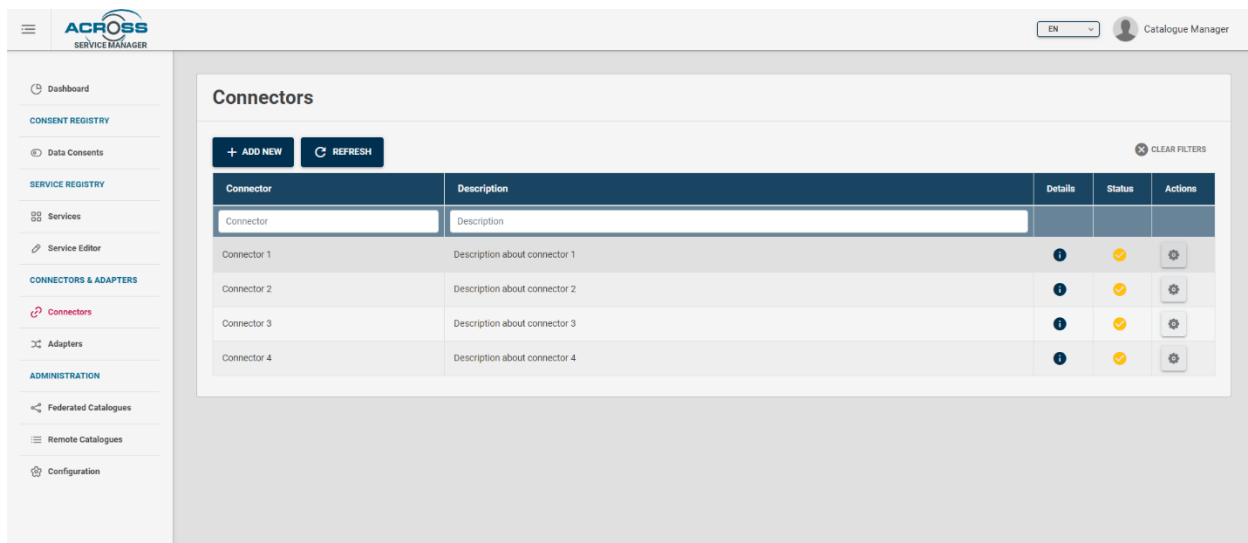 ACROSS
SERVICE MANAGER
EN
Catalogue Manager
Dashboard
CONSENT REGISTRY
Data Consents
SERVICE REGISTRY
Services
Service Editor
CONNECTORS & ADAPTERS
Connectors
Adapters
ADMINISTRATION
Federated Catalogues
Remote Catalogues
Configuration
Connectors
+ ADD NEW REFRESH CLEAR FILTERS
Connector Description Details Status Actions
Connector Description
Connector 1 Description about connector 1
Connector 2 Description about connector 2
Connector 3 Description about connector 3
Connector 4 Description about connector 4